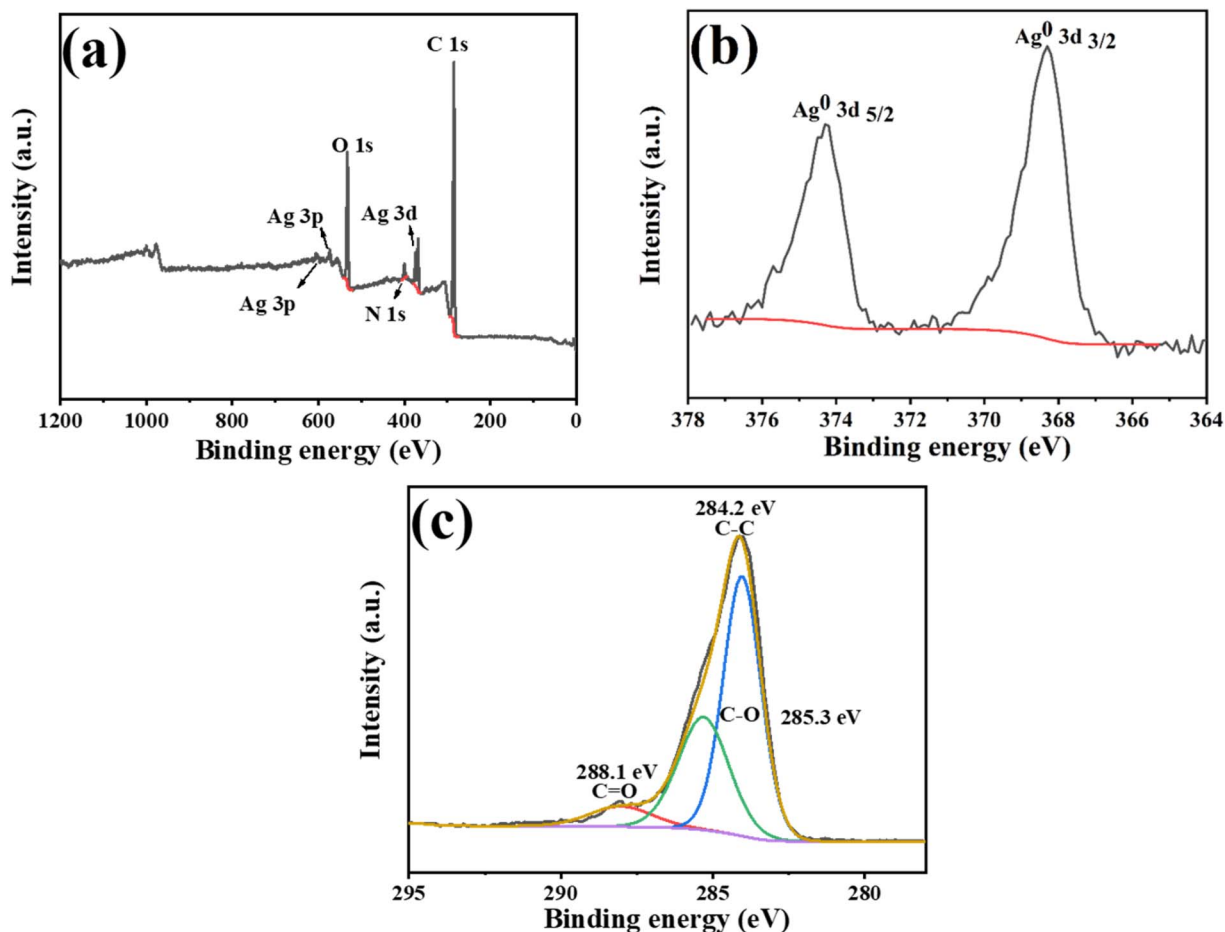 (a)
C 1s
O 1s
Ag 3p
Ag 3d
Ag 3p
N 1s
Intensity (a.u.)
1200 1000 800 600 400 200 0
Binding energy (eV)
(b)
Ag0 3d 3/2
Ag0 3d 5/2
Intensity (a.u.)
378 376 374 372 370 368 366 364
Binding energy (eV)
(c)
284.2 eV
C-C
C-O
285.3 eV
288.1 eV
C=O
Intensity (a.u.)
295 290 285 280
Binding energy (eV)